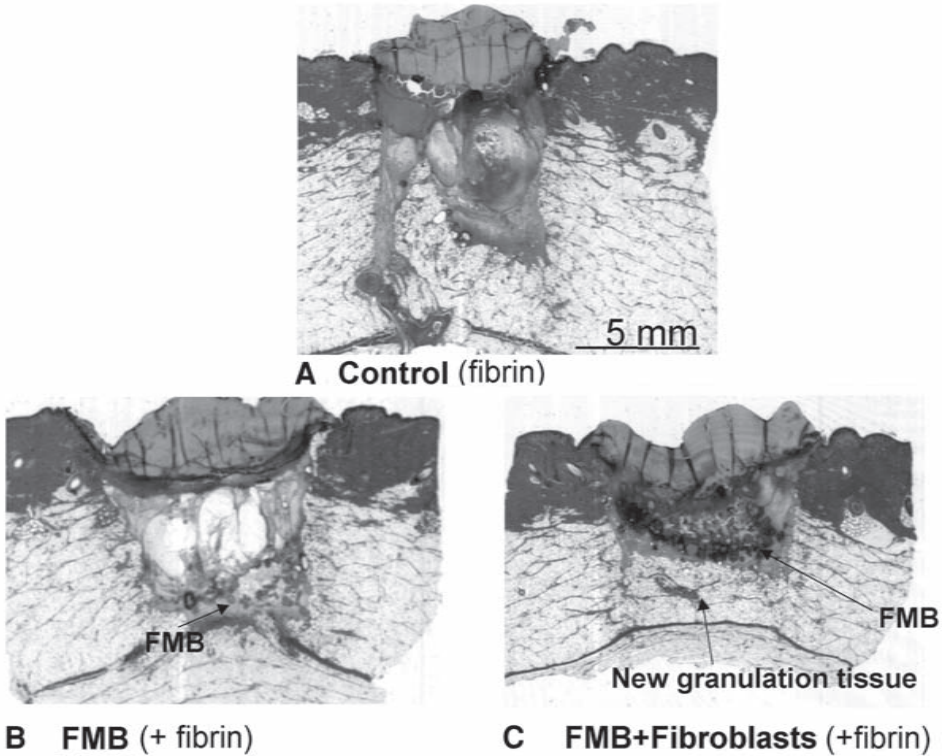 5 mm
A Control (fibrin)
FMB
FMB
New granulation tissue
B FMB (+ fibrin)
C FMB+Fibroblasts (+fibrin)